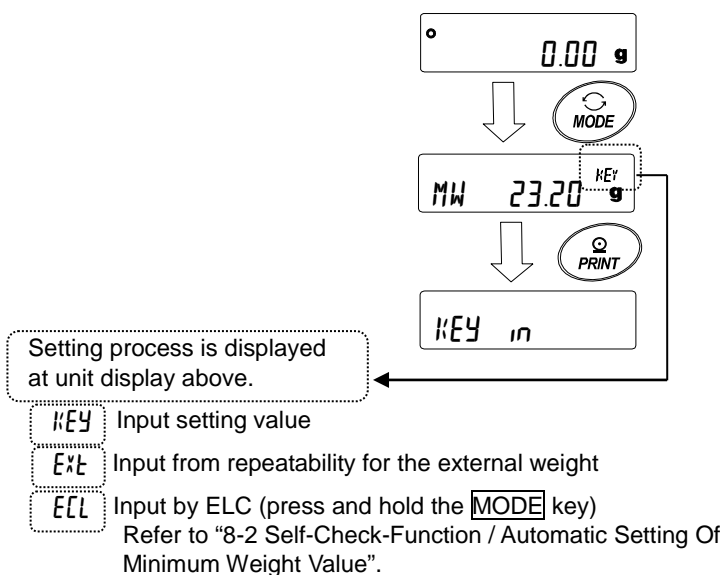 0.00 g
MODE
KEY
MW 23.20 g
PRINT
KEY in
Setting process is displayed
at unit display above.
KEY Input setting value
EXt Input from repeatability for the external weight
ECL Input by ELC (press and hold the MODE key)
Refer to “8-2 Self-Check-Function / Automatic Setting Of
Minimum Weight Value”.